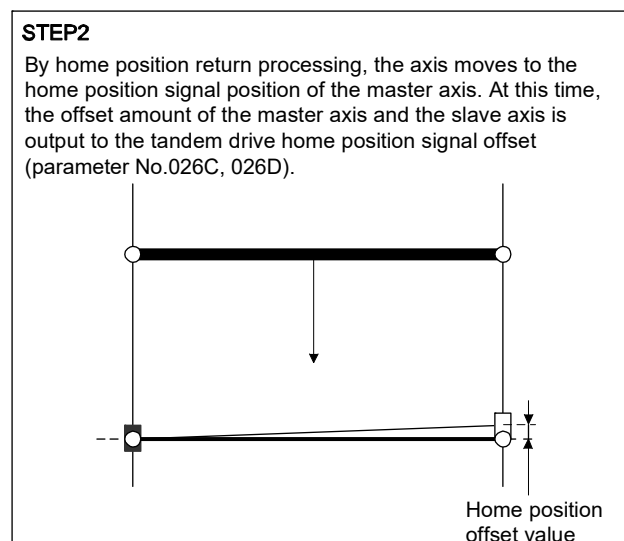 STEP2
By home position return processing, the axis moves to the
home position signal position of the master axis. At this time,
the offset amount of the master axis and the slave axis is
output to the tandem drive home position signal offset
(parameter No.026C, 026D).
Home position
offset value